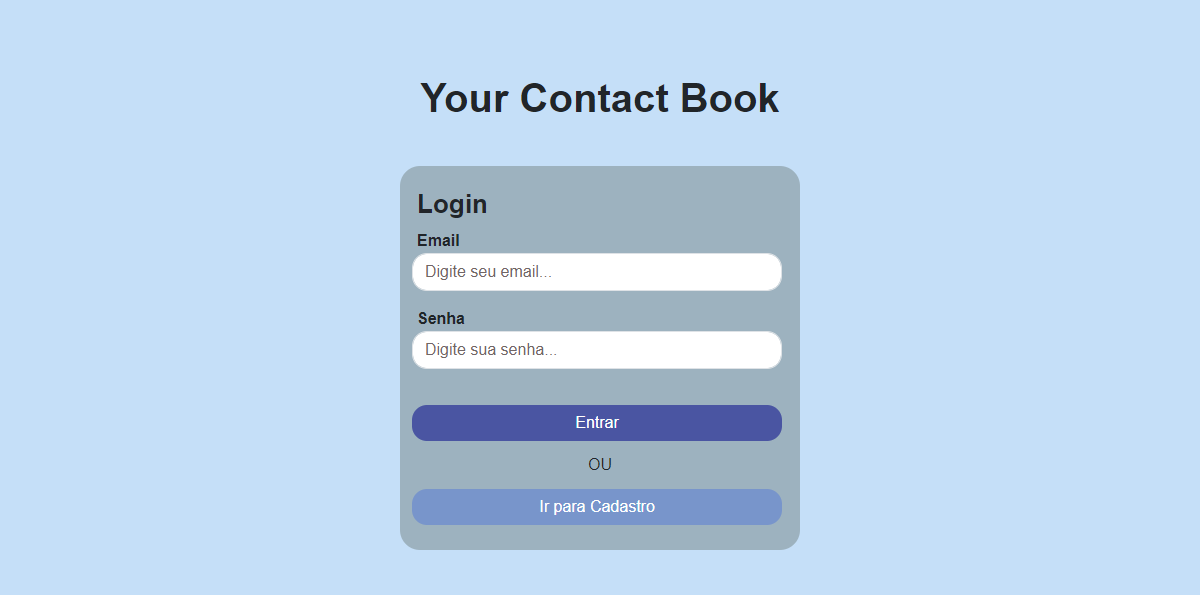 Your Contact Book
Login
Email
Digite seu email...
Senha
Digite sua senha...
Entrar
OU
Ir para Cadastro